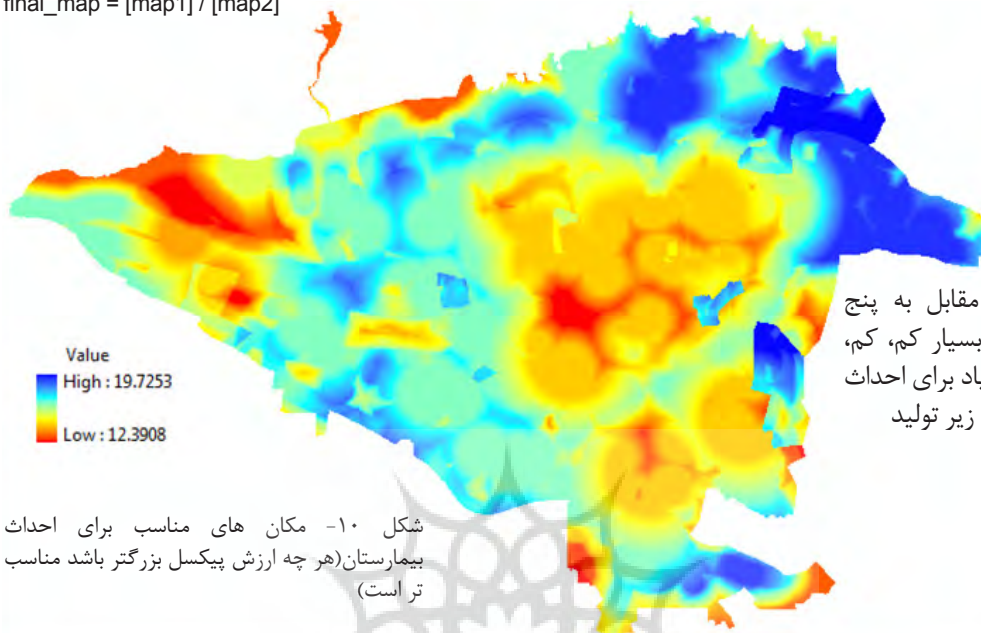 final_map = [map1] / [map2]
مقابل به پنج
بسیار کم، کم،
یاد برای احداث
زیر تولید
Value
High : 19.7253
Low : 12.3908
شکل ۱۰- مکان های مناسب برای احداث
بیمارستان(هر چه ارزش پیکسل بزرگتر باشد مناسب
تر است)